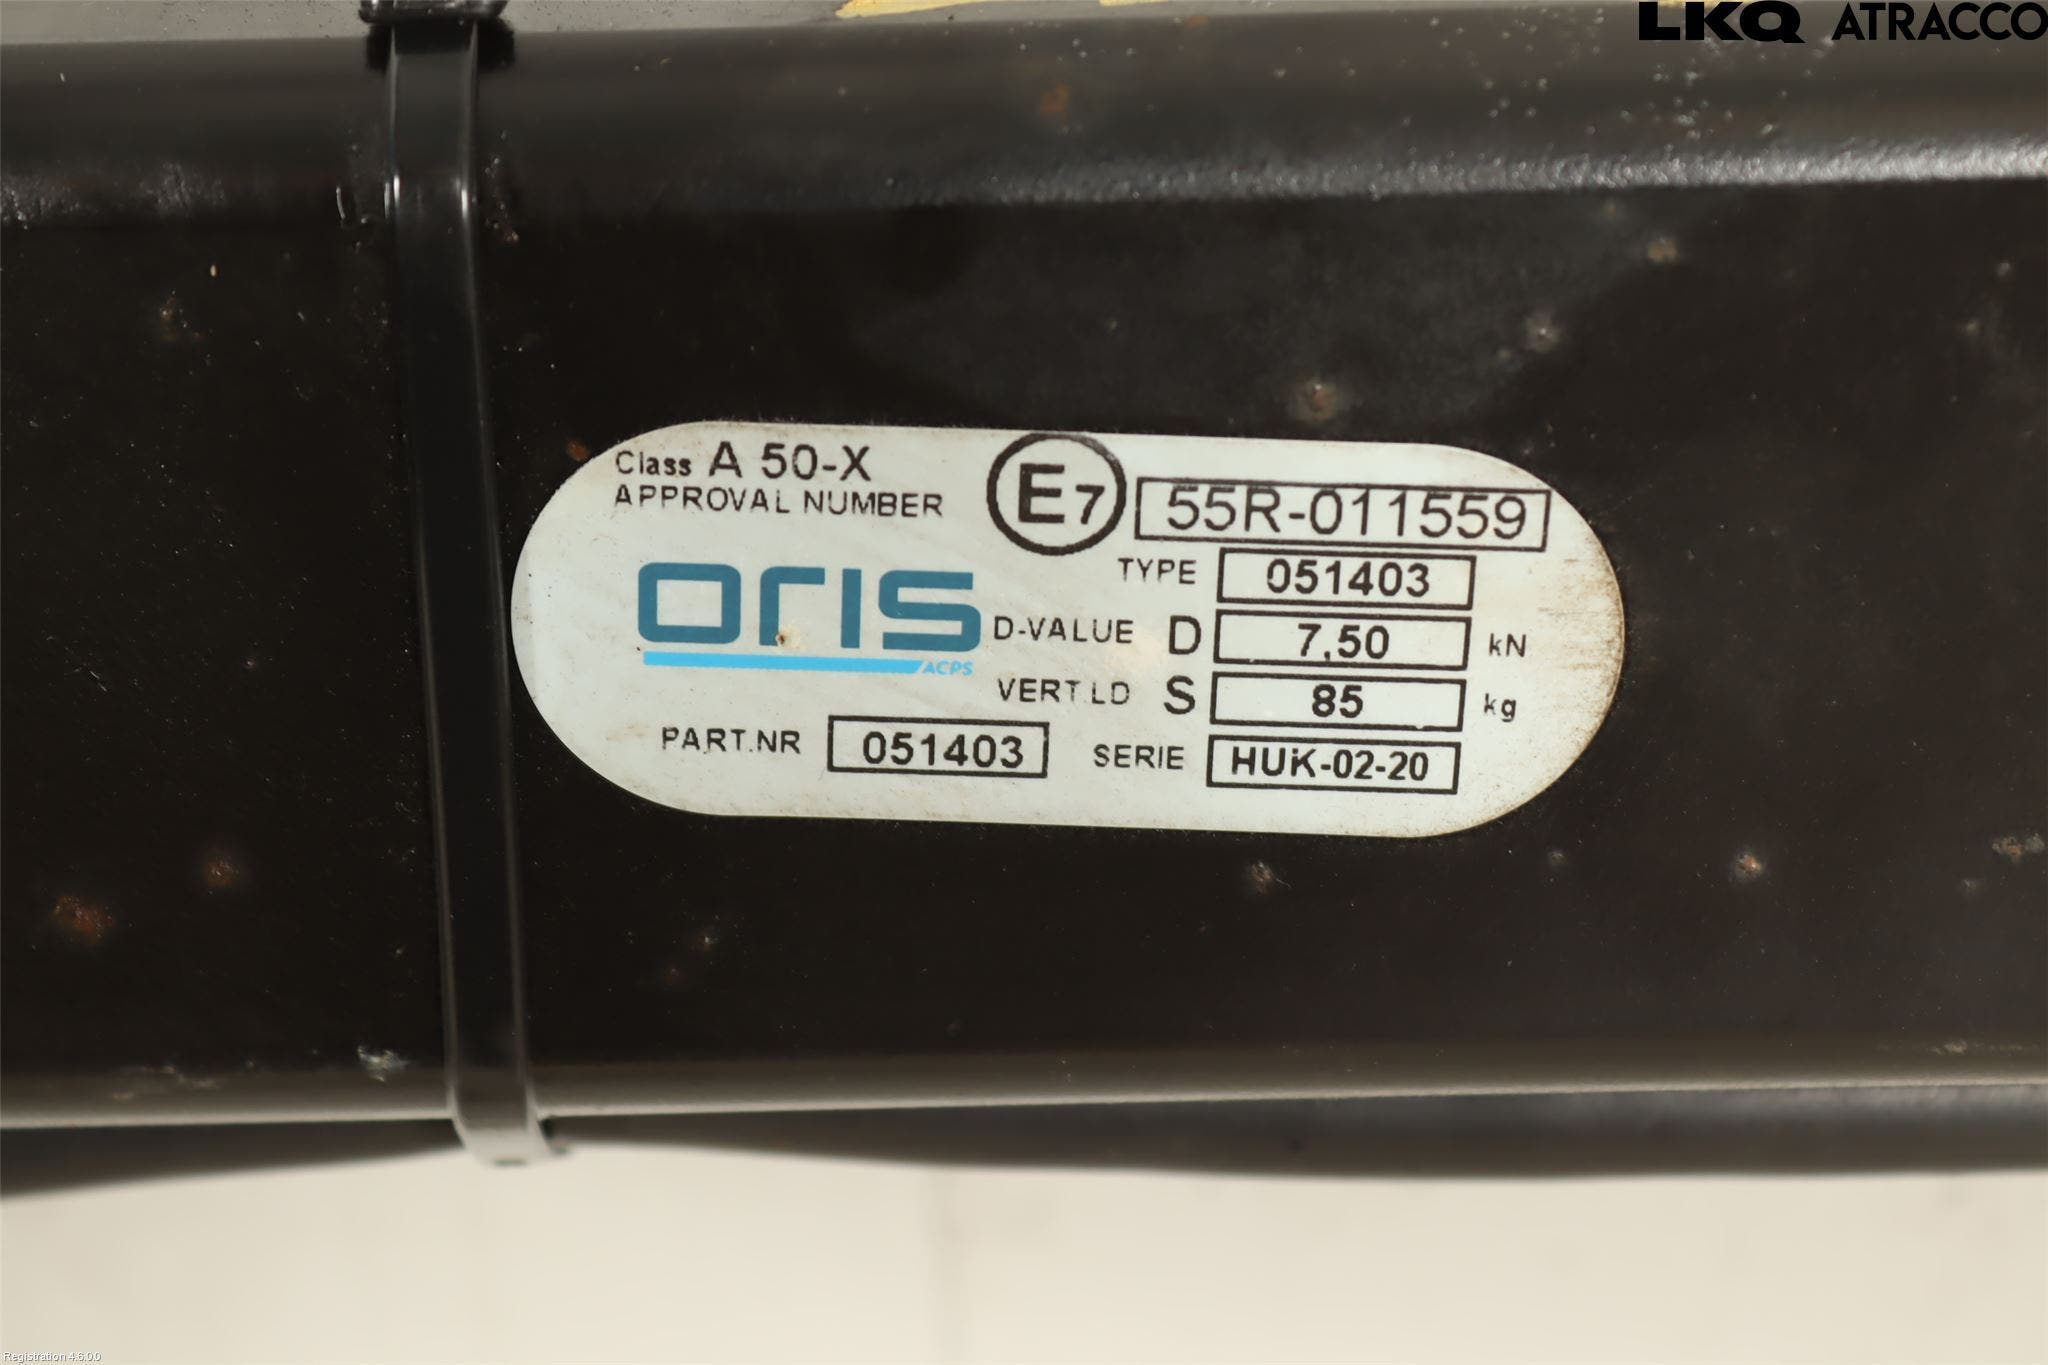 LKQ ATRACCO
Class A 50-X
APPROVAL NUMBER
E7 55R-011559
TYPE 051403
oris
ACPS
D-VALUE D 7,50 kN
VERT.LD S 85 kg
PART.NR 051403 SERIE HUK-02-20
Registration 4.6.0.0